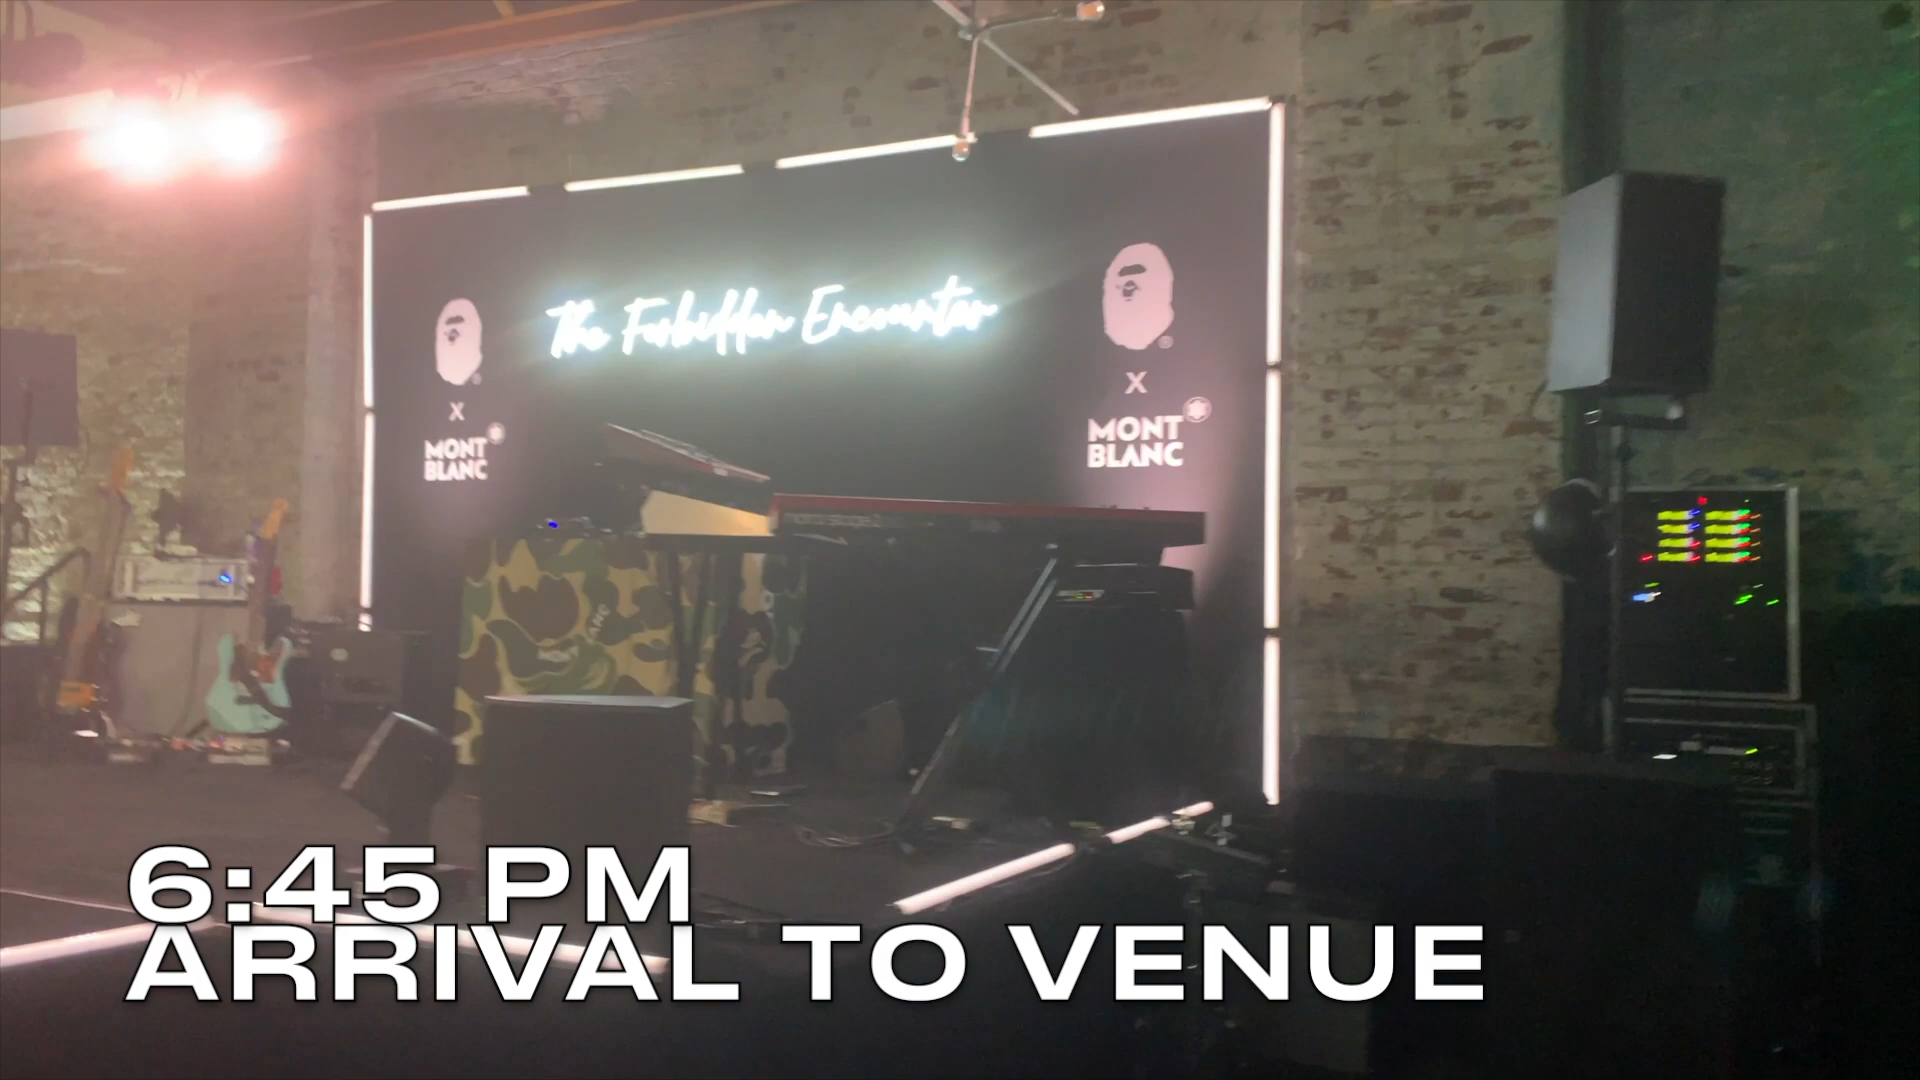 The Forbidden Encounter
X
MONT
BLANC
®
X
MONT
BLANC
6:45 PM
ARRIVAL TO VENUE